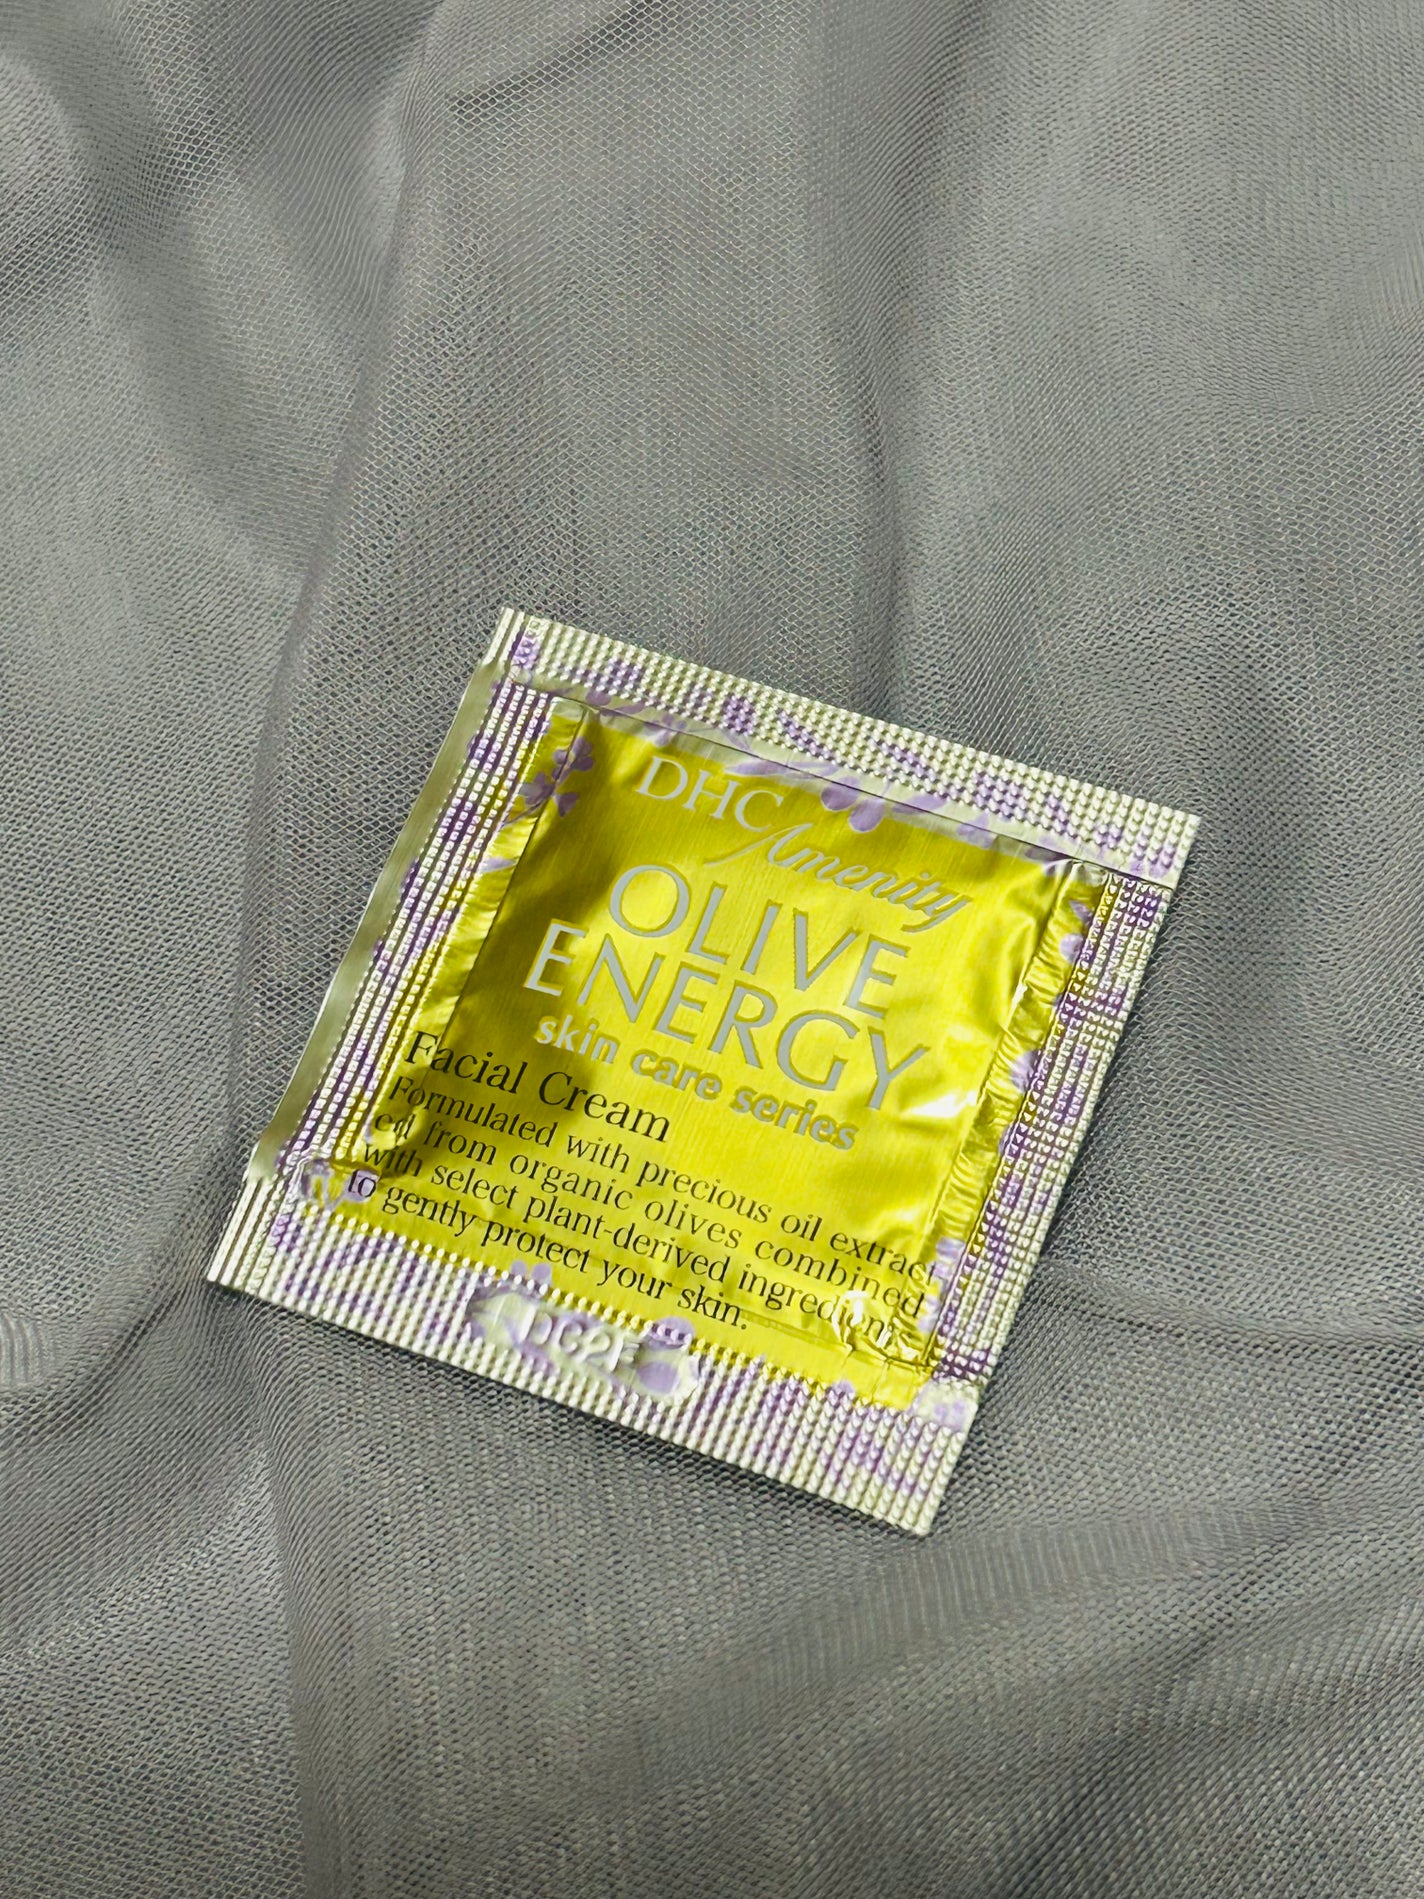 DHC
Amenity
OLIVE
ENERGY
skin care series
Facial Cream
Formulated with precious oil extract
ed from organic olives combined
with select plant-derived ingredients
to gently protect your skin.